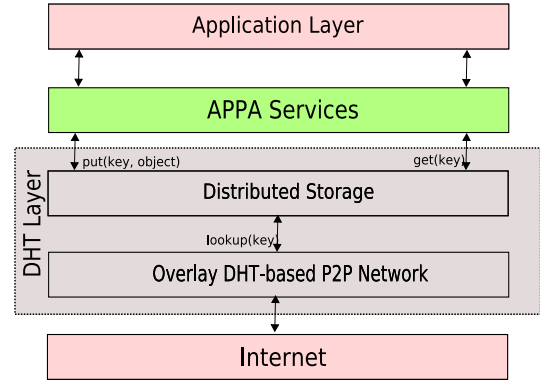 Application Layer
APPA Services
put(key, object)
get(key)
DHT Layer
Distributed Storage
lookup(key)
Overlay DHT-based P2P Network
Internet